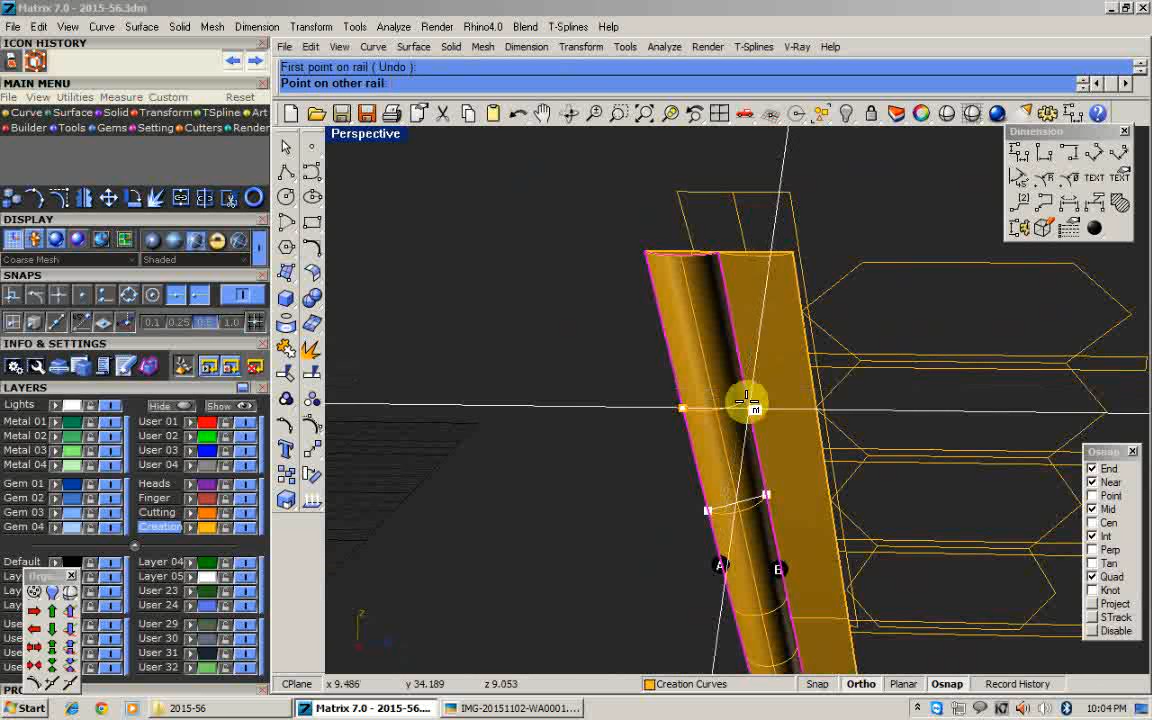 Matrix 7.0 - 2015-56.3dm
File Edit View Curve Surface Solid Mesh Dimension Transform Tools Analyze Render Rhino4.0 Blend T-Splines Help
ICON HISTORY
MAIN MENU
File View Utilities Measure Custom Reset
Curve Surface Solid Transform TSpline Art
Builder Tools Gems Setting Cutters Render
DISPLAY
Coarse Mesh Shaded
SNAPS
0.1 0.25 0.5 1.0
INFO & SETTINGS
LAYERS
Lights Hide Show
Metal 01 User 01
Metal 02 User 02
Metal 03 User 03
Metal 04 User 04
Gem 01 Heads
Gem 02 Finger
Gem 03 Cutting
Gem 04 Creation
Default Layer 04
Layer 05
User 23
User 24
User 29
User 30
User 31
User 32
File Edit View Curve Surface Solid Mesh Dimension Transform Tools Analyze Render T-Splines V-Ray Help
First point on rail ( Undo ):
Point on other rail:
Perspective
Dimension
TEXT TEXT
Int
A B
z
Osnap
End
Near
Point
Mid
Cen
Int
Perp
Tan
Quad
Knot
Project
STrack
Disable
CPlane x 9.486 y 34.189 z 9.053 Creation Curves Snap Ortho Planar Osnap Record History
Start 2015-56 Matrix 7.0 - 2015-56.... IMG-20151102-WA0001.... 10:04 PM